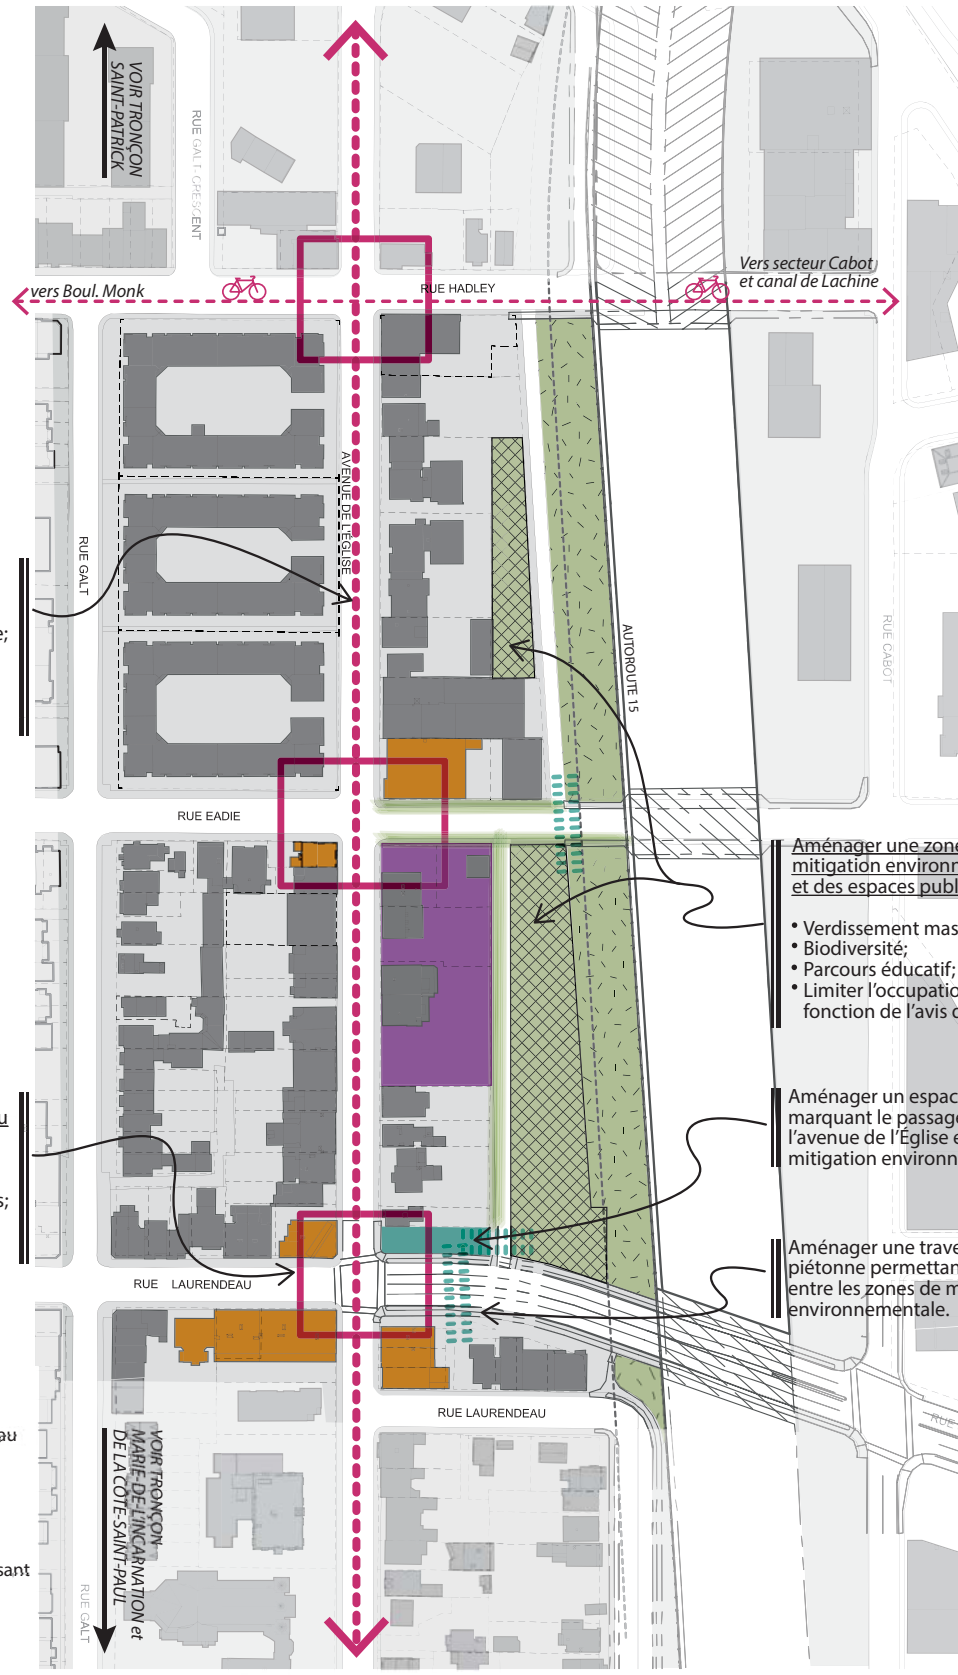 VOIR TRONÇON
SAINT-PATRICK
RUE GALT-CRESCENT
Vers secteur Cabot
et canal de Lachine
vers Boul. Monk
RUE HADLEY
AVENUE DE L'ÉGLISE
RUE GALT
AUTOROUTE 15
RUE CABOT
e;
RUE EADIE
Aménager une zone
mitigation environn
et des espaces publ
• Verdissement mas
• Biodiversité;
• Parcours éducatif;
• Limiter l'occupatio
fonction de l'avis d
Aménager un espac
marquant le passage
l'avenue de l'Église e
mitigation environn
u
s;
Aménager une trave
piétonne permettan
entre les zones de m
environnementale.
RUE LAURENDEAU
RUE LAURENDEAU
RUE
au
VOIR TRONÇON
MARIE-DE-L'INCARNATION et
DE LA CÔTE-SAINT-PAUL
sant
RUE GALT